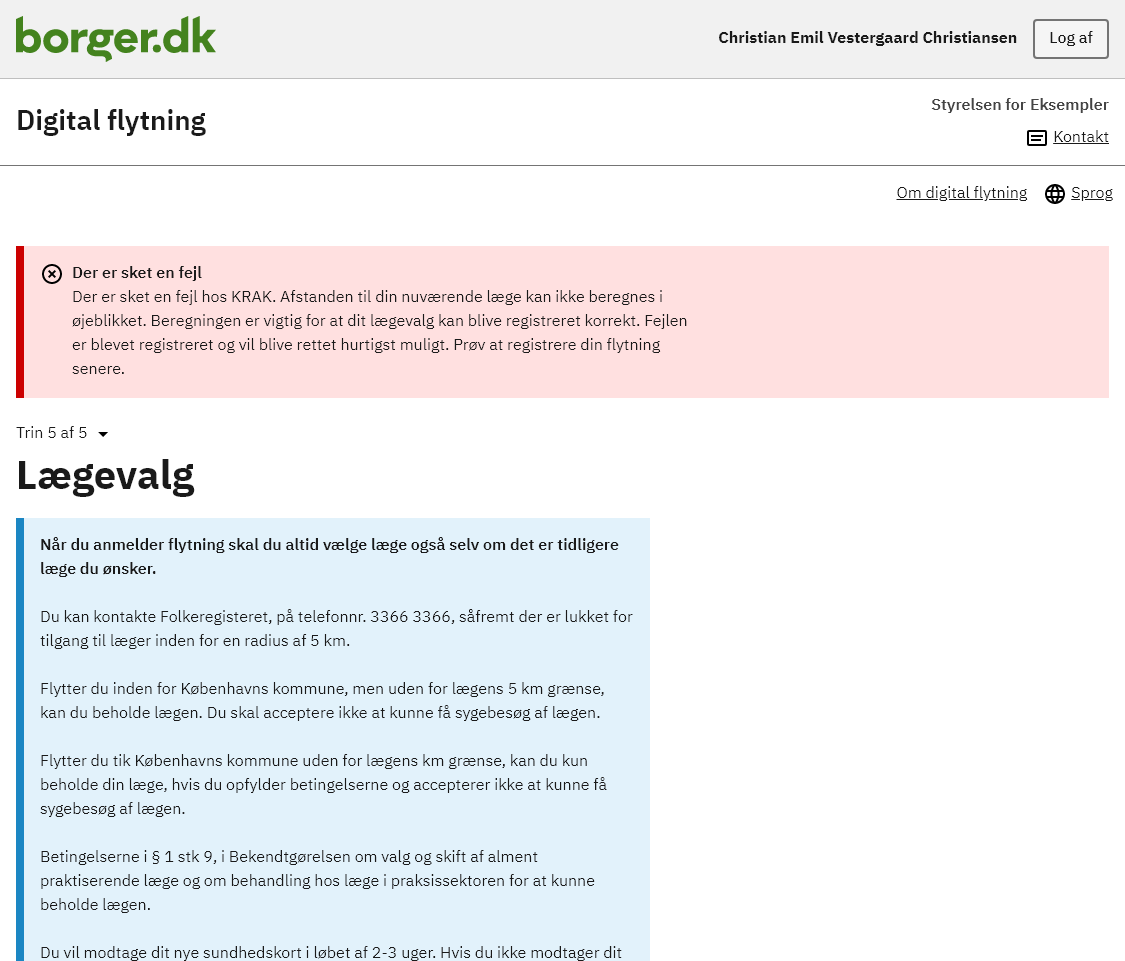 borger.dk
Christian Emil Vestergaard Christiansen
Log af
Digital flytning
Styrelsen for Eksempler
Kontakt
Om digital flytning
Sprog
Der er sket en fejl
Der er sket en fejl hos KRAK. Afstanden til din nuværende læge kan ikke beregnes i
øjeblikket. Beregningen er vigtig for at dit lægevalg kan blive registreret korrekt. Fejlen
er blevet registreret og vil blive rettet hurtigst muligt. Prøv at registrere din flytning
senere.
Trin 5 af 5
Lægevalg
Når du anmelder flytning skal du altid vælge læge også selv om det er tidligere
læge du ønsker.
Du kan kontakte Folkeregisteret, på telefonnr. 3366 3366, såfremt der er lukket for
tilgang til læger inden for en radius af 5 km.
Flytter du inden for Københavns kommune, men uden for lægens 5 km grænse,
kan du beholde lægen. Du skal acceptere ikke at kunne få sygebesøg af lægen.
Flytter du tik Københavns kommune uden for lægens km grænse, kan du kun
beholde din læge, hvis du opfylder betingelserne og accepterer ikke at kunne få
sygebesøg af lægen.
Betingelserne i § 1 stk 9, i Bekendtgørelsen om valg og skift af alment
praktiserende læge og om behandling hos læge i praksissektoren for at kunne
beholde lægen.
Du vil modtage dit nye sundhedskort i løbet af 2-3 uger. Hvis du ikke modtager dit